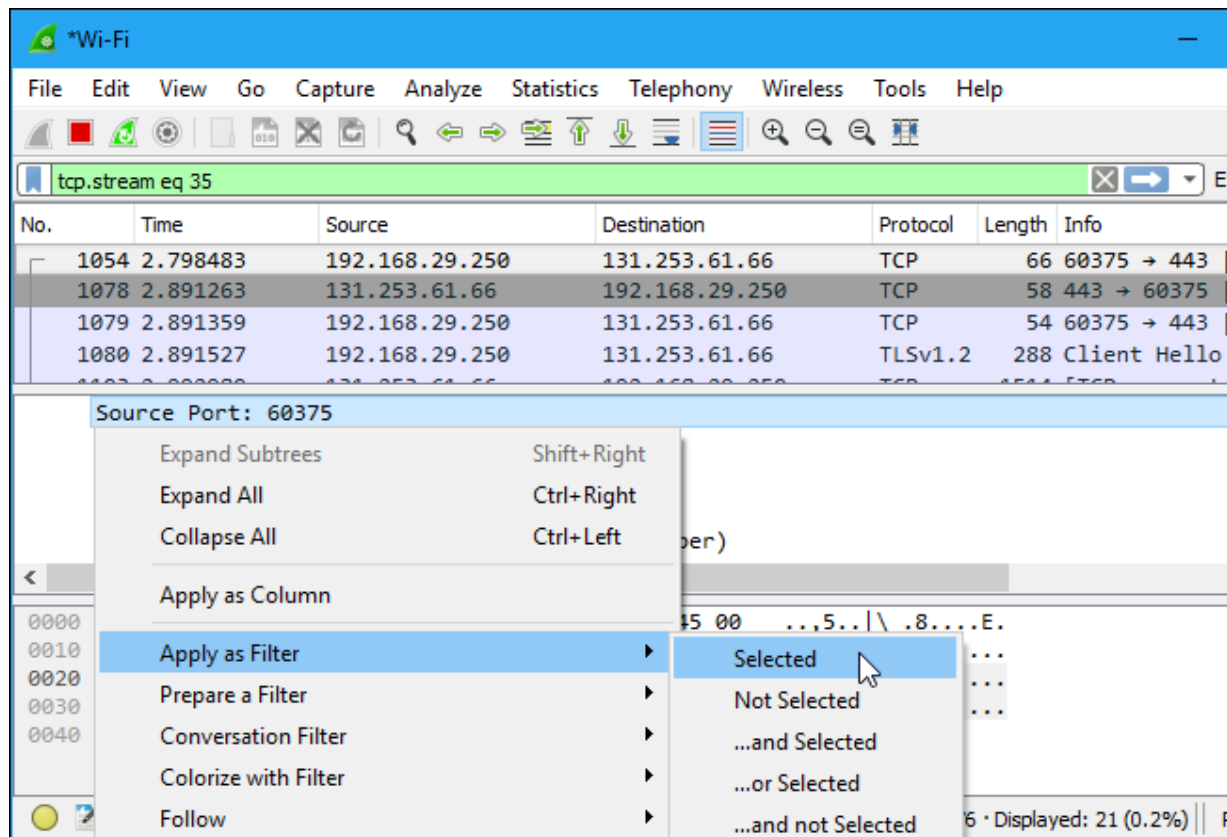 *Wi-Fi
File Edit View Go Capture Analyze Statistics Telephony Wireless Tools Help
tcp.stream eq 35
No. Time Source Destination Protocol Length Info
1054 2.798483 192.168.29.250 131.253.61.66 TCP 66 60375 → 443 [
1078 2.891263 131.253.61.66 192.168.29.250 TCP 58 443 → 60375 [
1079 2.891359 192.168.29.250 131.253.61.66 TCP 54 60375 → 443 [
1080 2.891527 192.168.29.250 131.253.61.66 TLSv1.2 288 Client Hello
Source Port: 60375
Expand Subtrees Shift+Right
Expand All Ctrl+Right
Collapse All Ctrl+Left
ber)
Apply as Column
0000 45 00 ..,5..|\ .8....E.
0010 Apply as Filter Selected ...
0020 Prepare a Filter Not Selected ...
0030 ...
0040 Conversation Filter ...and Selected
Colorize with Filter ...or Selected
Follow ...and not Selected
6 · Displayed: 21 (0.2%)